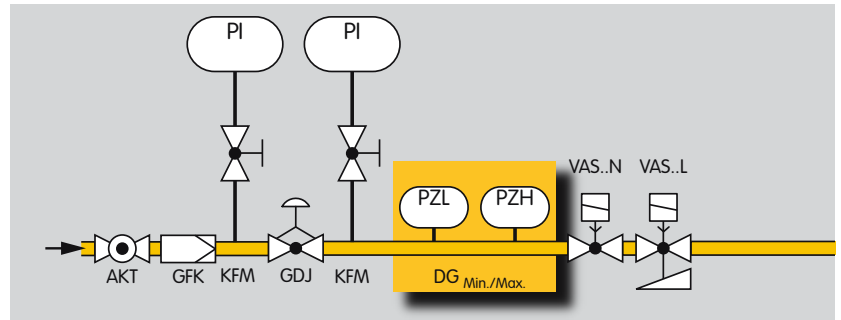 PI PI
VAS..N VAS..L
PZL PZH
AKT GFK KFM GDJ KFM DG Min./Max.